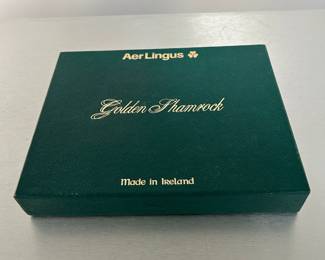 Aer Lingus
Golden Shamrock
Made in Ireland